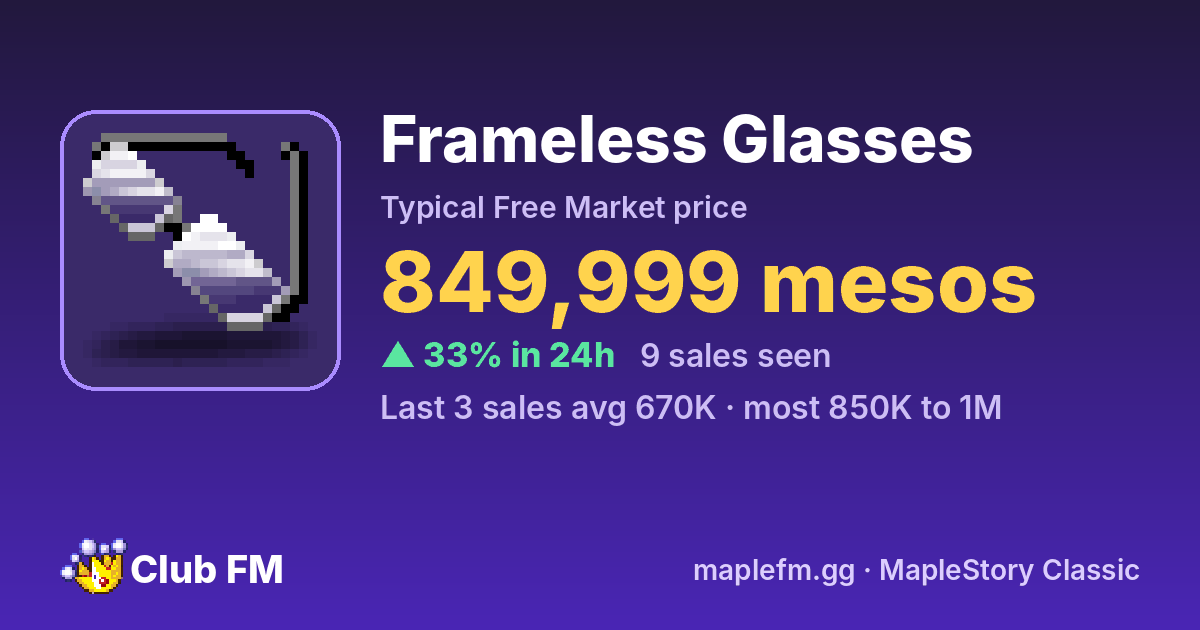 Frameless Glasses
Typical Free Market price
849,999 mesos
▲ 33% in 24h 9 sales seen
Last 3 sales avg 670K · most 850K to 1M
Club FM
maplefm.gg · MapleStory Classic